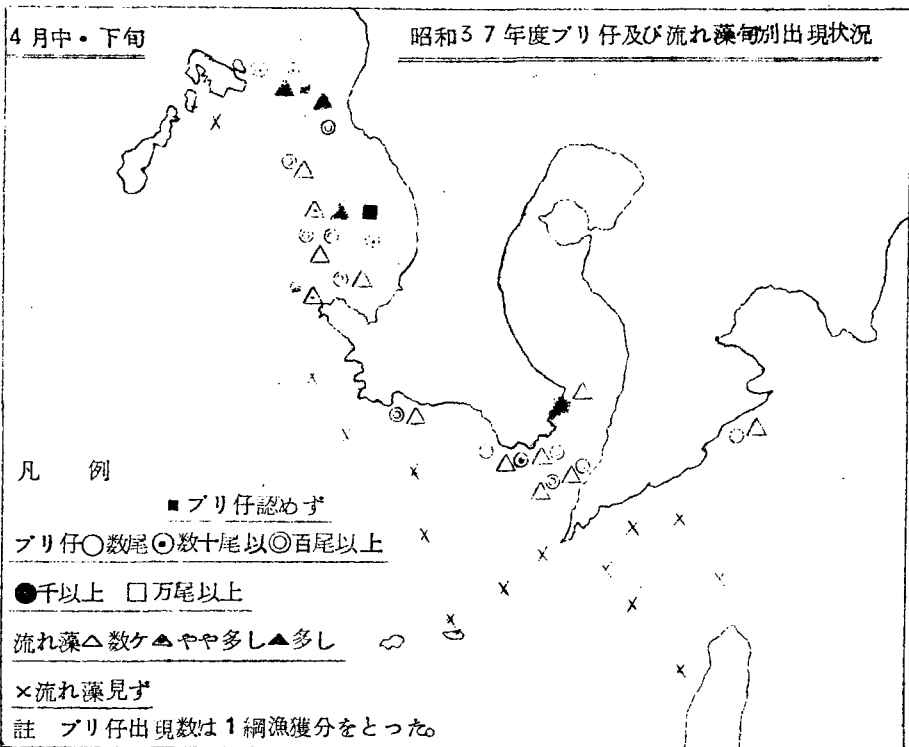 4月中・下旬
昭和37年度ブリ仔及び流れ藻旬別出現状況
凡 例
■ブリ仔認めず
ブリ仔○数尾⦿数十尾以◎百尾以上
●千以上 □万尾以上
流れ藻△数ケ▲やや多し▲多し
×流れ藻見ず
註 ブリ仔出現数は1綱漁獲分をとった。